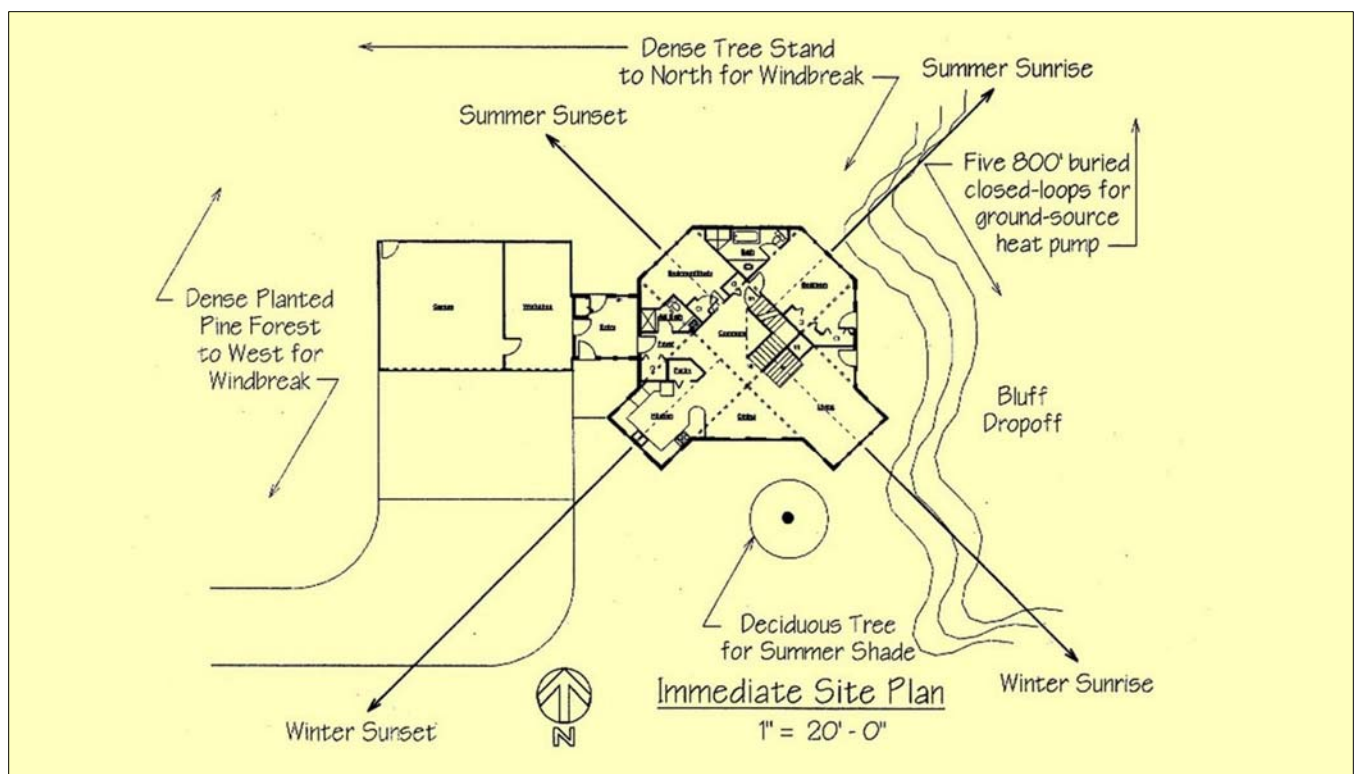 Dense Tree Stand
to North for Windbreak
Summer Sunrise
Summer Sunset
Five 800' buried
closed-loops for
ground-source
heat pump
Dense Planted
Pine Forest
to West for
Windbreak
Bath
Bedroom/Study
Bedroom
Garage
Workshop
Entry
Foyer
Pantry
Kitchen
Dining
Living
Bluff
Dropoff
Deciduous Tree
for Summer Shade
Winter Sunrise
Winter Sunset
N
Immediate Site Plan
1" = 20' - 0"